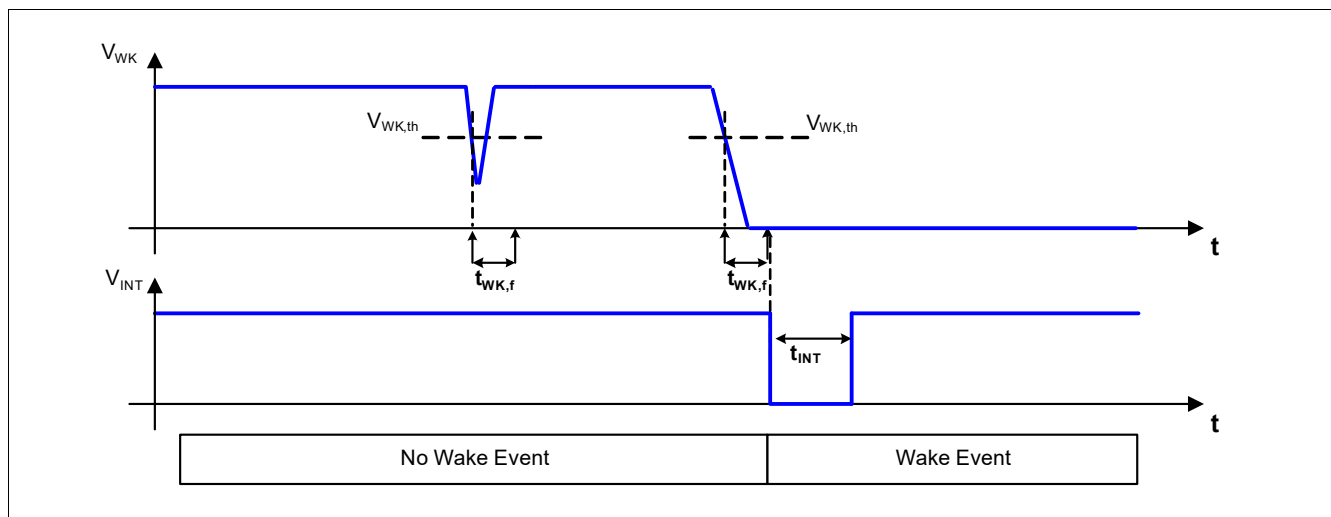 VWK
VWK,th
VWK,th
t
tWK,f
tWK,f
VINT
tINT
t
No Wake Event
Wake Event